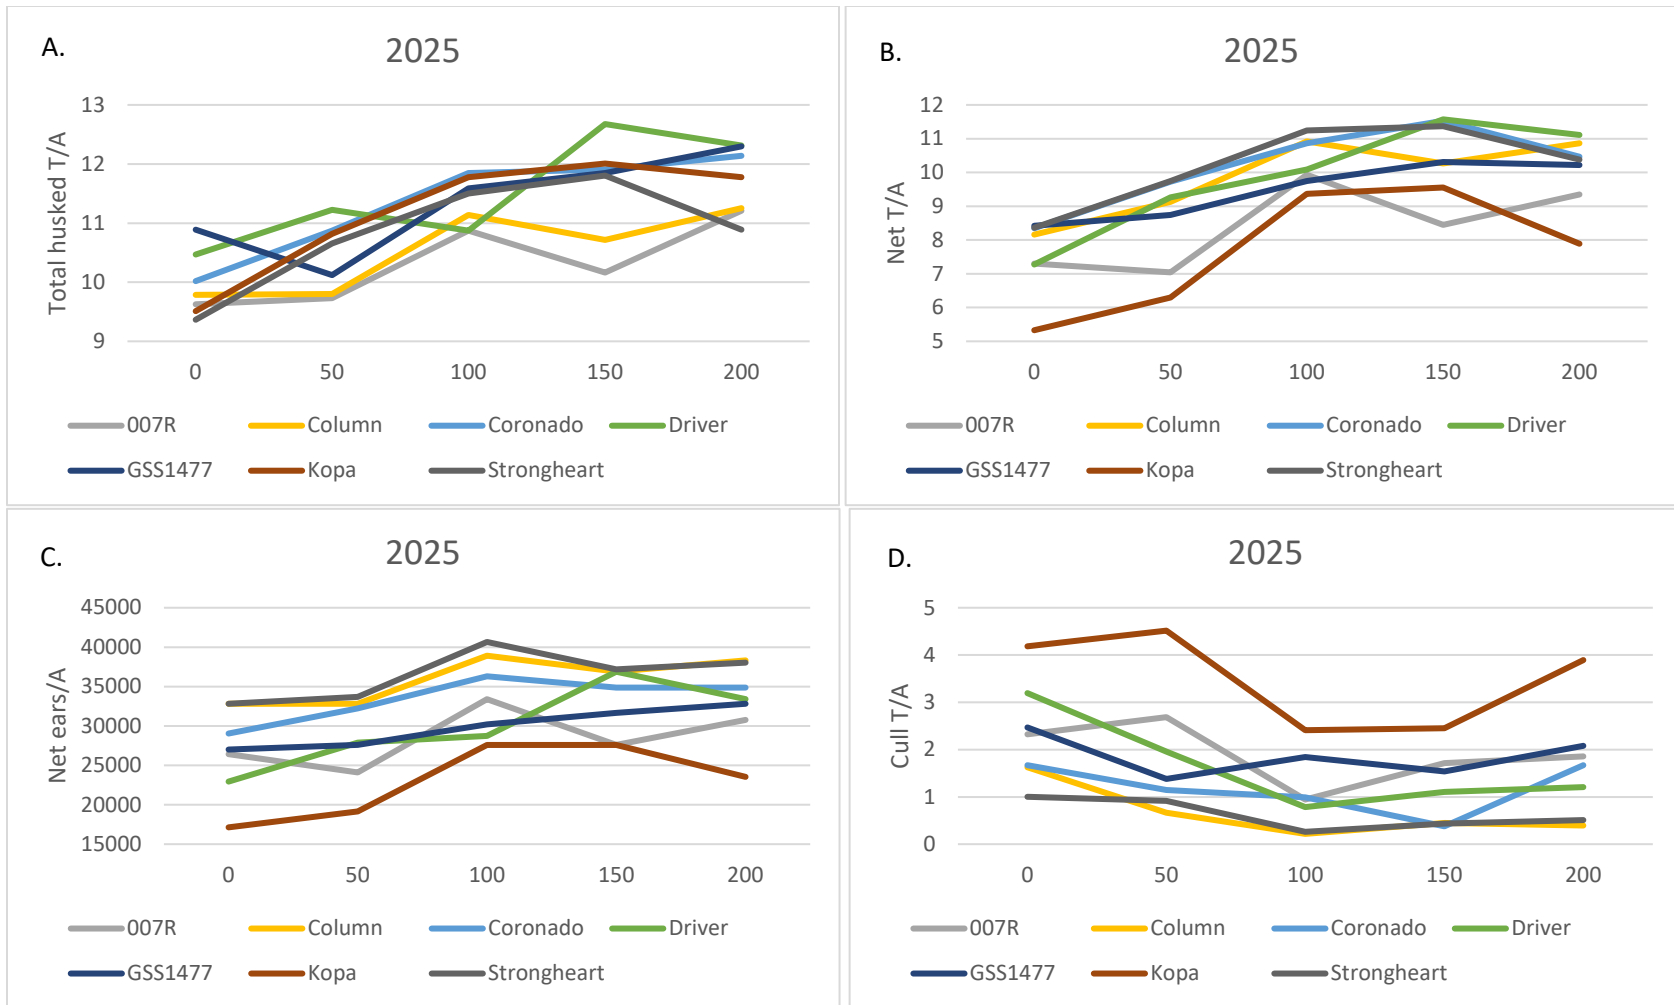 A.
2025
Total husked T/A
13
12
11
10
9
0 50 100 150 200
007R Column Coronado Driver
GSS1477 Kopa Strongheart
B.
2025
Net T/A
12
11
10
9
8
7
6
5
0 50 100 150 200
007R Column Coronado Driver
GSS1477 Kopa Strongheart
C.
2025
Net ears/A
45000
40000
35000
30000
25000
20000
15000
0 50 100 150 200
007R Column Coronado Driver
GSS1477 Kopa Strongheart
D.
2025
Cull T/A
5
4
3
2
1
0
0 50 100 150 200
007R Column Coronado Driver
GSS1477 Kopa Strongheart